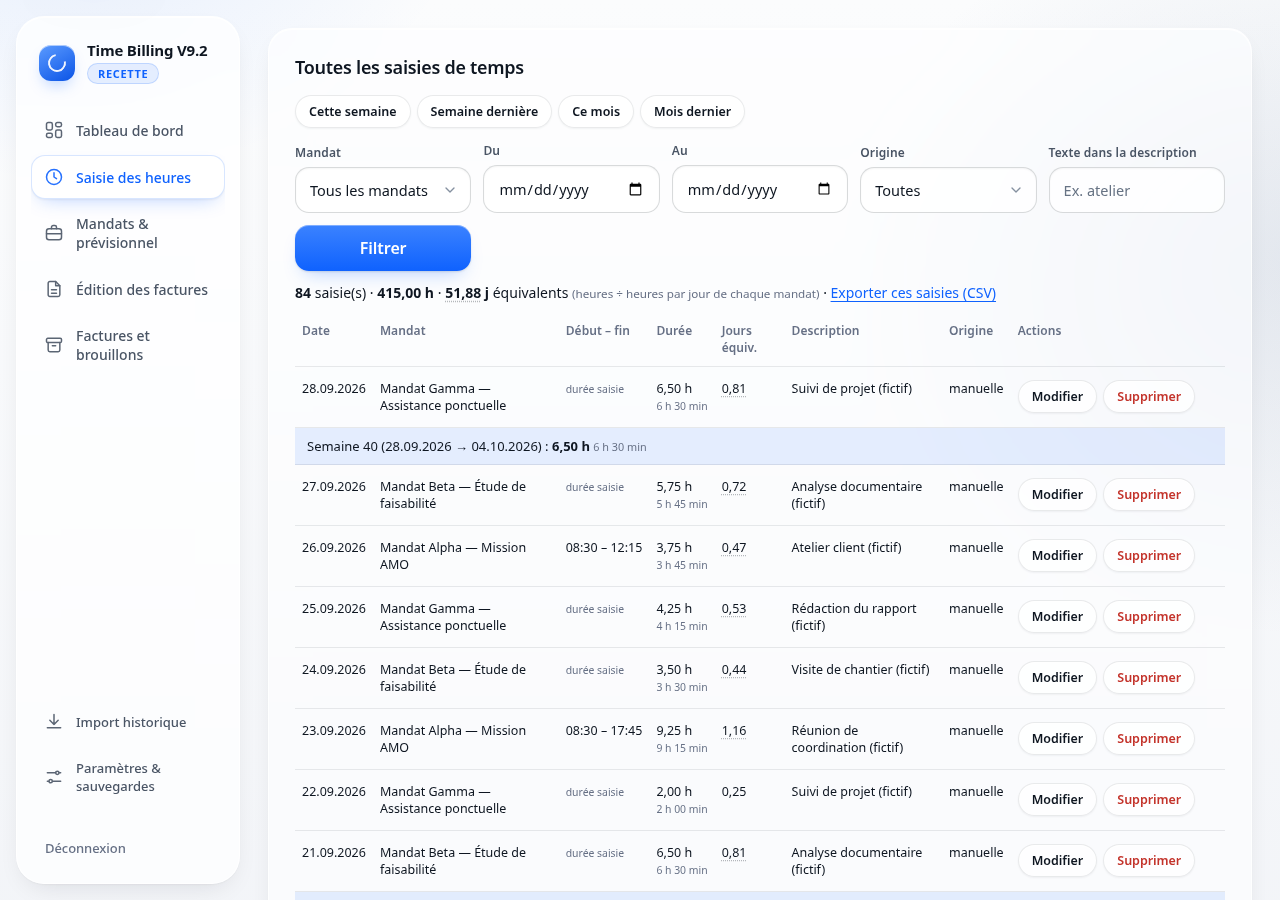 Time Billing V9.2
RECETTE
Tableau de bord
Saisie des heures
Mandats &
prévisionnel
Édition des factures
Factures et
brouillons
Import historique
Paramètres &
sauvegardes
Déconnexion
Toutes les saisies de temps
Cette semaine Semaine dernière Ce mois Mois dernier
Mandat Du Au Origine Texte dans la description
Tous les mandats mm/dd/yyyy mm/dd/yyyy Toutes Ex. atelier
Filtrer
84 saisie(s) · 415,00 h · 51,88 j équivalents (heures ÷ heures par jour de chaque mandat) · Exporter ces saisies (CSV)
Date Mandat Début – fin Durée Jours Description Origine Actions
équiv.
28.09.2026 Mandat Gamma — durée saisie 6,50 h 0,81 Suivi de projet (fictif) manuelle Modifier Supprimer
Assistance ponctuelle 6 h 30 min
Semaine 40 (28.09.2026 → 04.10.2026) : 6,50 h 6 h 30 min
27.09.2026 Mandat Beta — Étude de durée saisie 5,75 h 0,72 Analyse documentaire manuelle Modifier Supprimer
faisabilité 5 h 45 min (fictif)
26.09.2026 Mandat Alpha — Mission 08:30 – 12:15 3,75 h 0,47 Atelier client (fictif) manuelle Modifier Supprimer
AMO 3 h 45 min
25.09.2026 Mandat Gamma — durée saisie 4,25 h 0,53 Rédaction du rapport manuelle Modifier Supprimer
Assistance ponctuelle 4 h 15 min (fictif)
24.09.2026 Mandat Beta — Étude de durée saisie 3,50 h 0,44 Visite de chantier (fictif) manuelle Modifier Supprimer
faisabilité 3 h 30 min
23.09.2026 Mandat Alpha — Mission 08:30 – 17:45 9,25 h 1,16 Réunion de manuelle Modifier Supprimer
AMO 9 h 15 min coordination (fictif)
22.09.2026 Mandat Gamma — durée saisie 2,00 h 0,25 Suivi de projet (fictif) manuelle Modifier Supprimer
Assistance ponctuelle 2 h 00 min
21.09.2026 Mandat Beta — Étude de durée saisie 6,50 h 0,81 Analyse documentaire manuelle Modifier Supprimer
faisabilité 6 h 30 min (fictif)